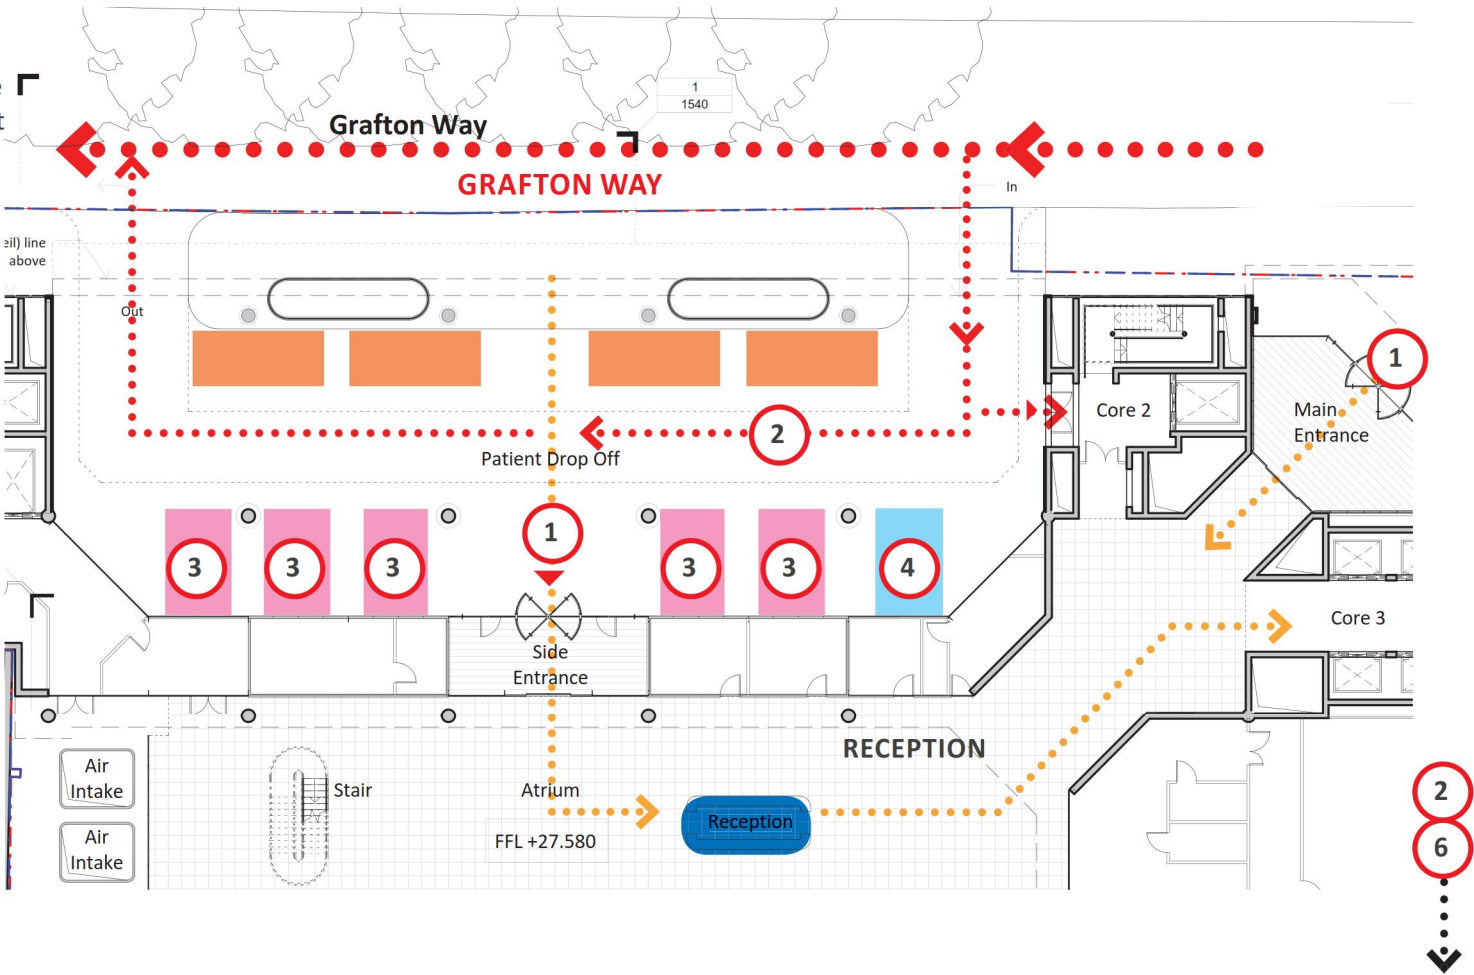 1
1540
Grafton Way
GRAFTON WAY
In
line
above
Out
1
Core 2
Main
Entrance
2
Patient Drop Off
1
3
3
3
3
3
4
Core 3
Side
Entrance
RECEPTION
Air
Intake
Stair
Atrium
Reception
FFL +27.580
Air
Intake
2
6